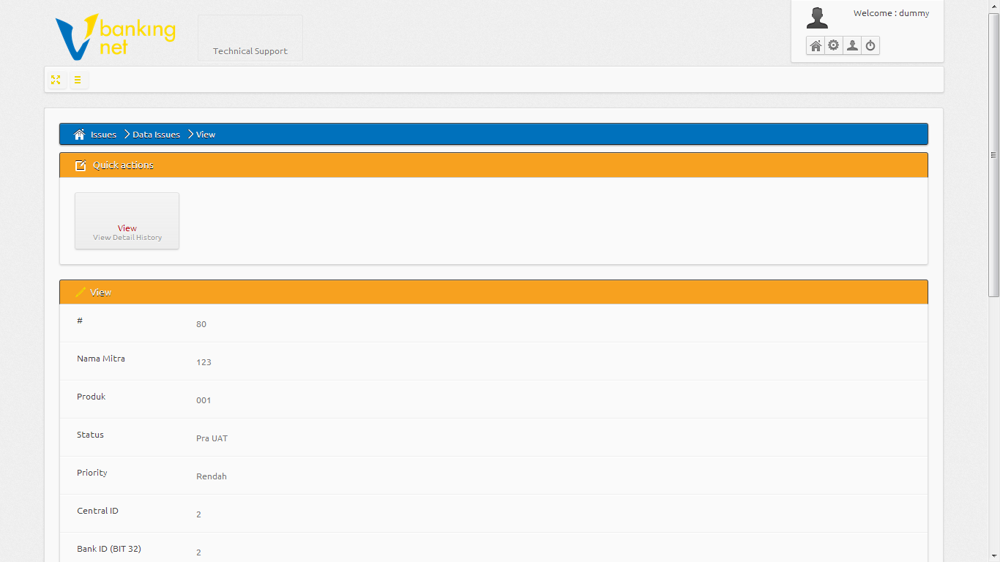 banking
net
Technical Support
Welcome : dummy
Issues Data Issues View
Quick actions
View
View Detail History
View
# 80
Nama Mitra 123
Produk 001
Status Pra UAT
Priority Rendah
Central ID 2
Bank ID (BIT 32) 2